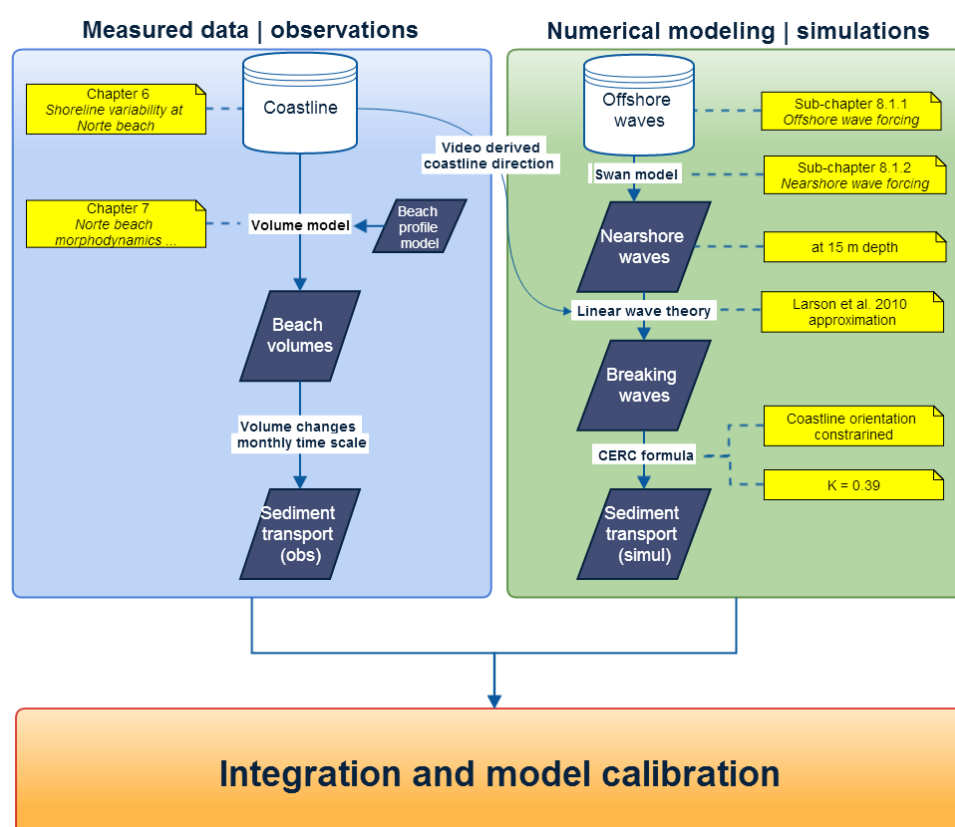 Measured data | observations
Numerical modeling | simulations
Chapter 6
Shoreline variability at
Norte beach
Coastline
Offshore
waves
Sub-chapter 8.1.1
Offshore wave forcing
Video derived
coastline direction
Swan model
Sub-chapter 8.1.2
Nearshore wave forcing
Chapter 7
Norte beach
morphodynamics ...
Volume model
Beach
profile
model
Nearshore
waves
at 15 m depth
Linear wave theory
Larson et al. 2010
approximation
Beach
volumes
Breaking
waves
Volume changes
monthly time scale
CERC formula
Coastline orientation
constrarined
K = 0.39
Sediment
transport
(obs)
Sediment
transport
(simul)
Integration and model calibration